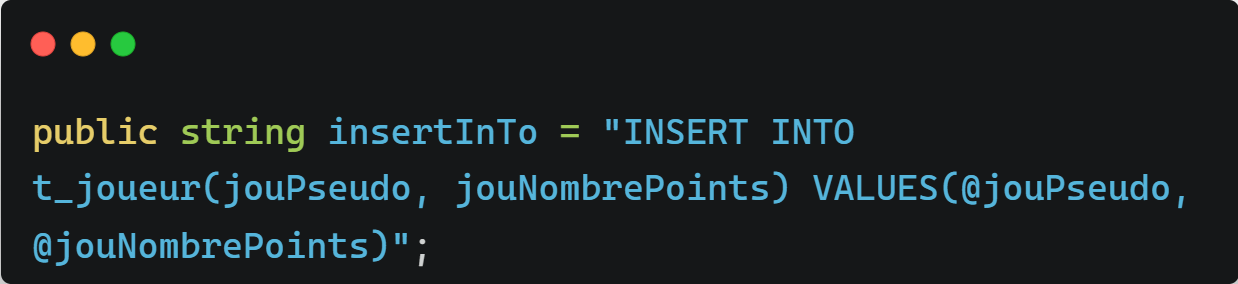 public string insertInTo = "INSERT INTO
t_joueur(jouPseudo, jouNombrePoints) VALUES(@jouPseudo,
@jouNombrePoints)";